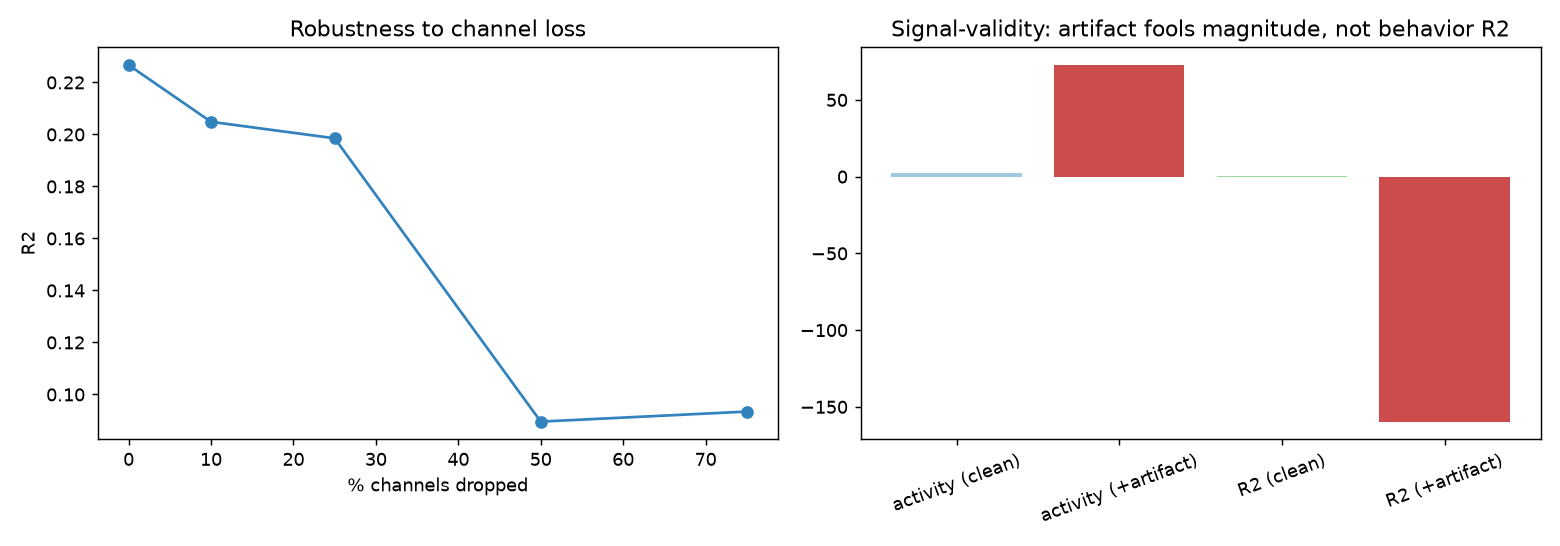 Robustness to channel loss
R2
0.22
0.20
0.18
0.16
0.14
0.12
0.10
0
10
20
30
40
50
60
70
% channels dropped
Signal-validity: artifact fools magnitude, not behavior R2
50
0
−50
−100
−150
activity (clean)
activity (+artifact)
R2 (clean)
R2 (+artifact)